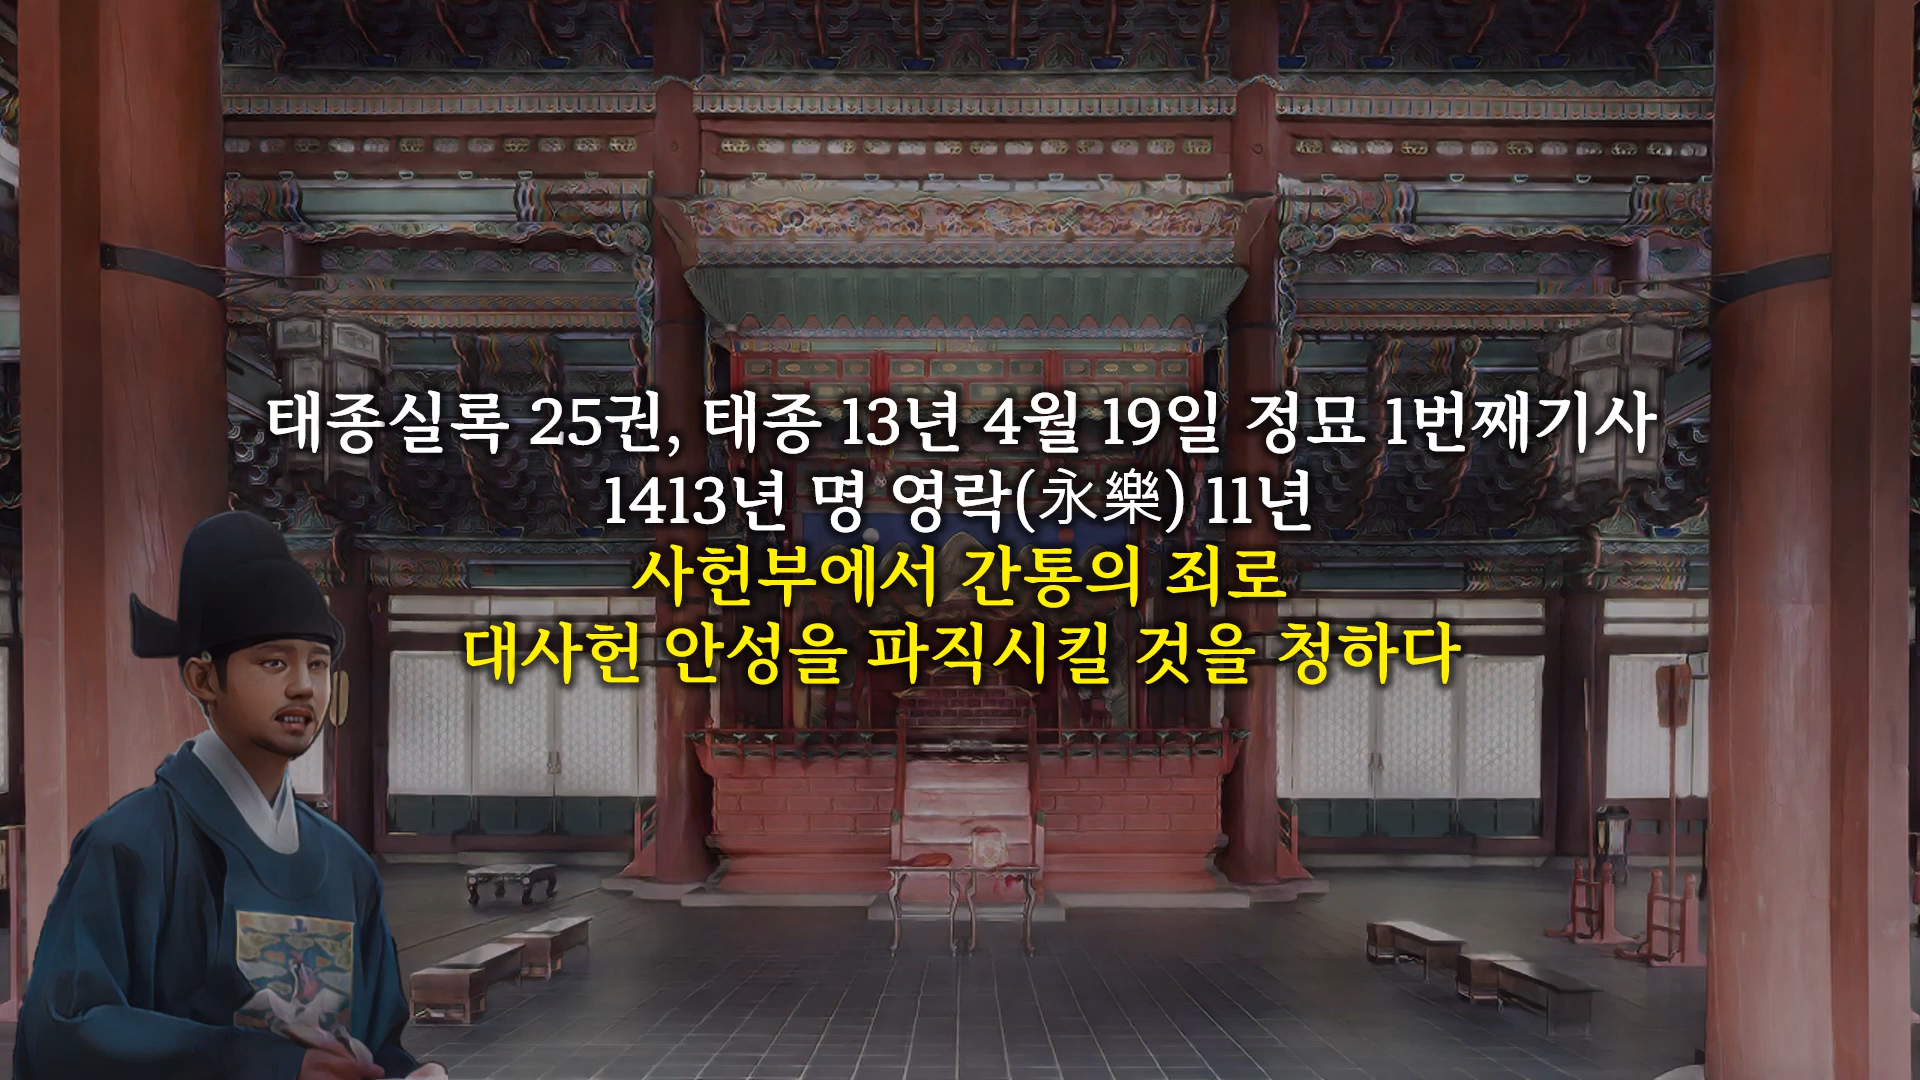 태종실록 25권, 태종 13년 4월 19일 정묘 1번째기사
1413년 명 영락(永樂) 11년
사헌부에서 간통의 죄로
대사헌 안성을 파직시킬 것을 청하다